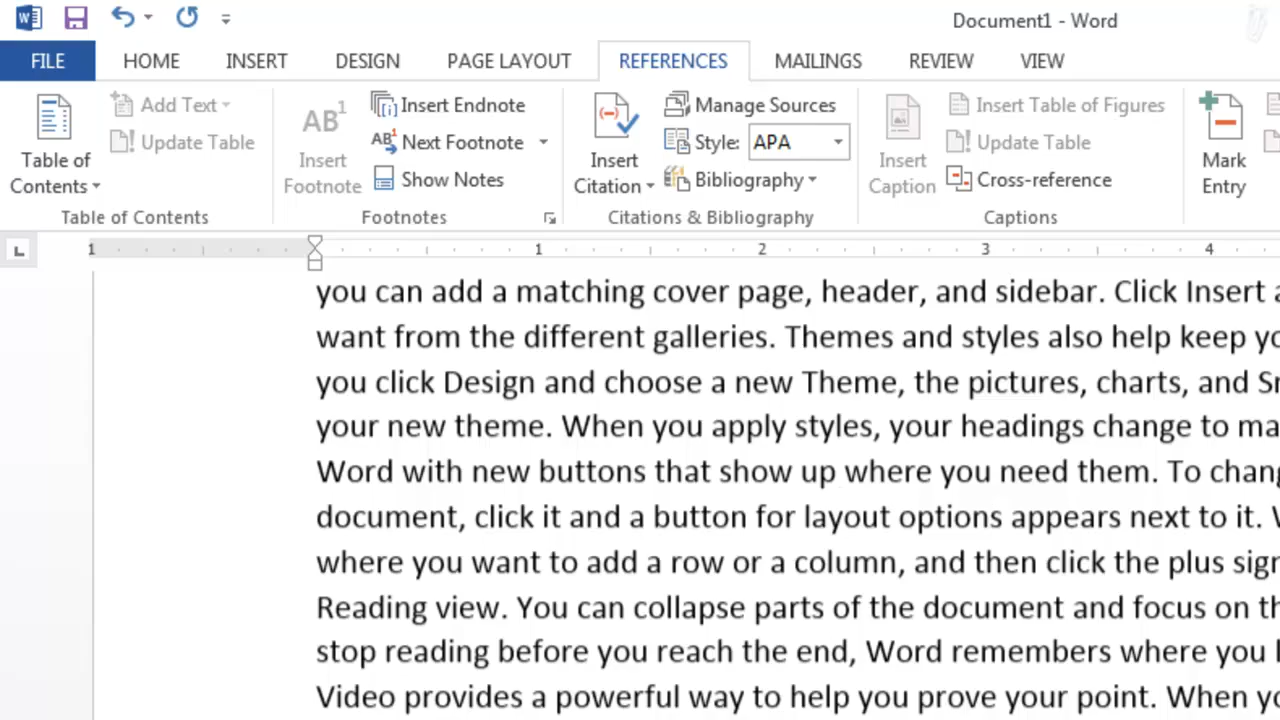 Document1 - Word
FILE HOME INSERT DESIGN PAGE LAYOUT REFERENCES MAILINGS REVIEW VIEW
Table of Contents
Add Text
Update Table
Table of Contents
AB1 Insert Footnote
Insert Endnote
AB1 Next Footnote
Show Notes
Footnotes
Insert Citation
Manage Sources
Style: APA
Bibliography
Citations & Bibliography
Insert Caption
Insert Table of Figures
Update Table
Cross-reference
Captions
Mark Entry
1 1 2 3 4
you can add a matching cover page, header, and sidebar. Click Insert
want from the different galleries. Themes and styles also help keep
you click Design and choose a new Theme, the pictures, charts, and
your new theme. When you apply styles, your headings change to
Word with new buttons that show up where you need them. To
document, click it and a button for layout options appears next to it.
where you want to add a row or a column, and then click the plus
Reading view. You can collapse parts of the document and focus on
stop reading before you reach the end, Word remembers where you
Video provides a powerful way to help you prove your point. When